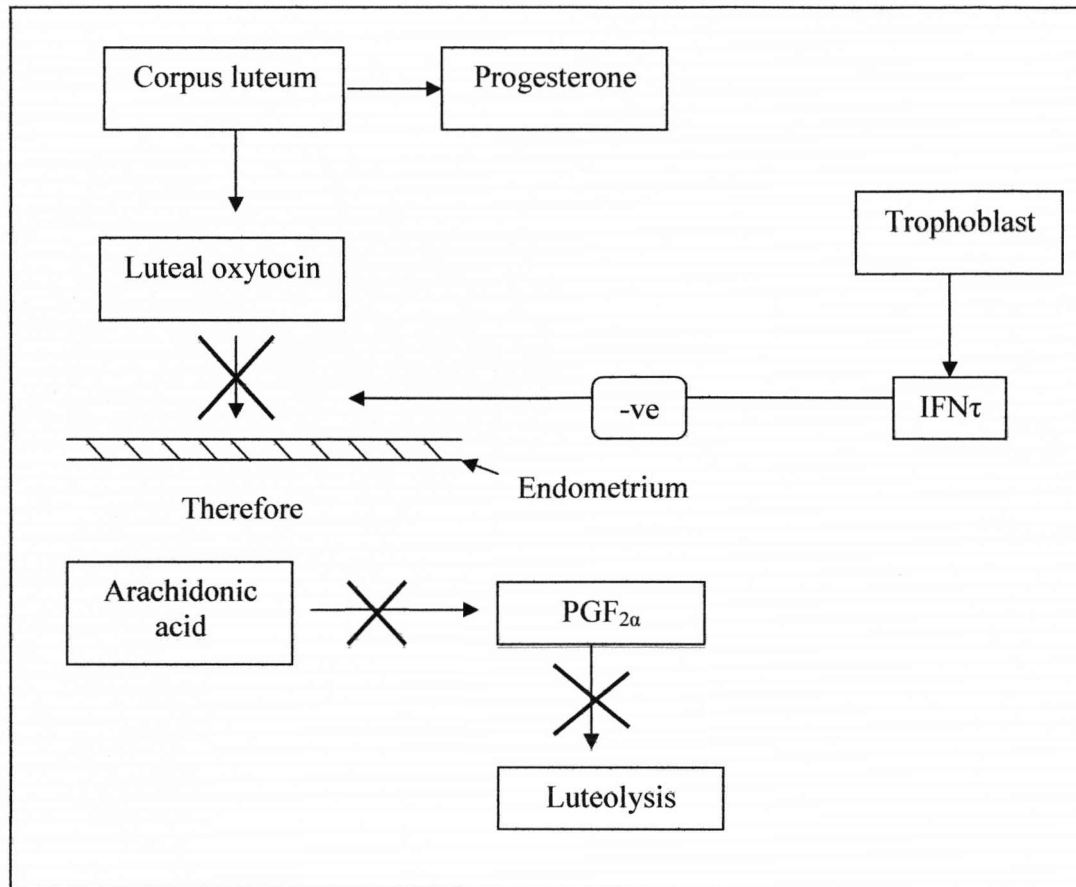 Corpus luteum
Progesterone
Trophoblast
Luteal oxytocin
-ve
IFNτ
Endometrium
Therefore
Arachidonic
acid
PGF2α
Luteolysis